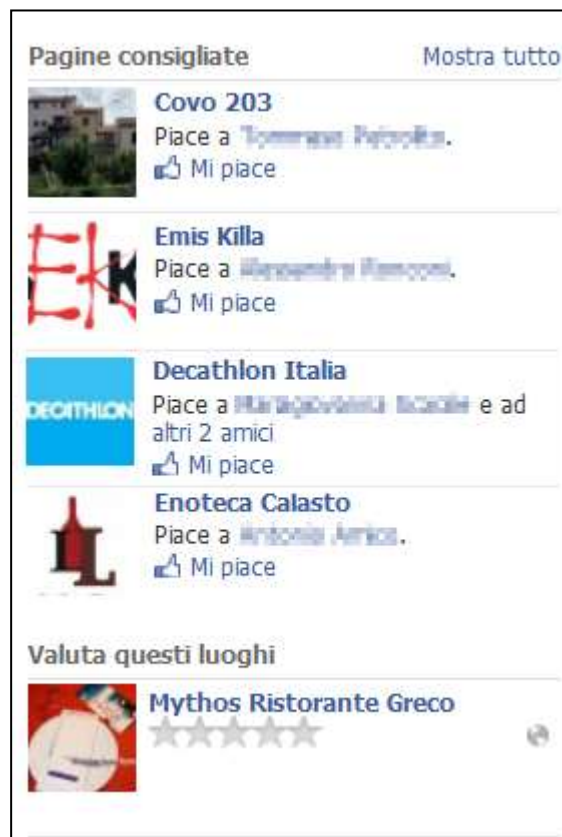 Pagine consigliate Mostra tutto
Covo 203
Piace a
Mi piace
Emis Killa
Piace a
Mi piace
DECATHLON
Decathlon Italia
Piace a e ad
altri 2 amici
Mi piace
Enoteca Calasto
Piace a
Mi piace
Valuta questi luoghi
Mythos Ristorante Greco